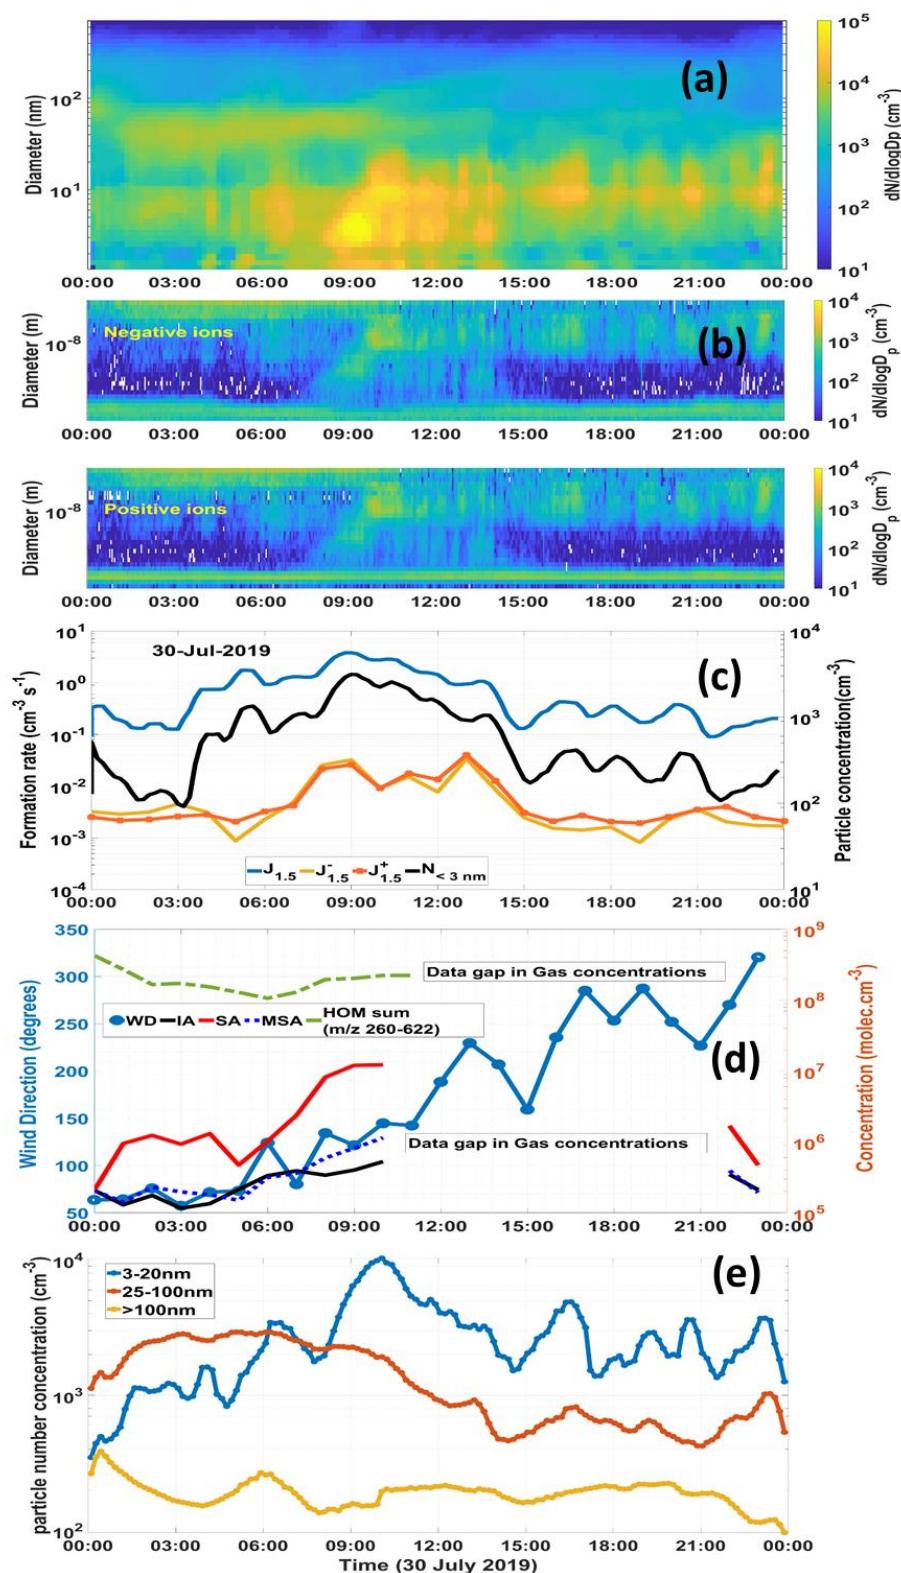 (a)
Diameter (nm)
10²
10¹
10⁵
10⁴
10³
10²
10¹
dN/dlogDp (cm⁻³)
00:00 03:00 06:00 09:00 12:00 15:00 18:00 21:00 00:00
Negative ions
(b)
Diameter (m)
10⁻⁸
10⁴
10³
10²
10¹
dN/dlogDₚ (cm⁻³)
00:00 03:00 06:00 09:00 12:00 15:00 18:00 21:00 00:00
Positive ions
Diameter (m)
10⁻⁸
10⁴
10³
10²
10¹
dN/dlogDₚ (cm⁻³)
00:00 03:00 06:00 09:00 12:00 15:00 18:00 21:00 00:00
30-Jul-2019
(c)
Formation rate (cm⁻³ s⁻¹)
10¹
10⁰
10⁻¹
10⁻²
10⁻³
10⁻⁴
Particle concentration(cm⁻³)
10⁴
10³
10²
10¹
J₁.₅ J₁.₅⁻ J₁.₅⁺ N< 3 nm
00:00 03:00 06:00 09:00 12:00 15:00 18:00 21:00 00:00
Wind Direction (degrees)
350
300
250
200
150
100
50
Data gap in Gas concentrations
WD IA SA MSA HOM sum
(m/z 260-622)
(d)
Data gap in Gas concentrations
Concentration (molec.cm⁻³)
10⁹
10⁸
10⁷
10⁶
10⁵
00:00 03:00 06:00 09:00 12:00 15:00 18:00 21:00 00:00
particle number concentration (cm⁻³)
10⁴
10³
10²
3-20nm
25-100nm
>100nm
(e)
00:00 03:00 06:00 09:00 12:00 15:00 18:00 21:00 00:00
Time (30 July 2019)